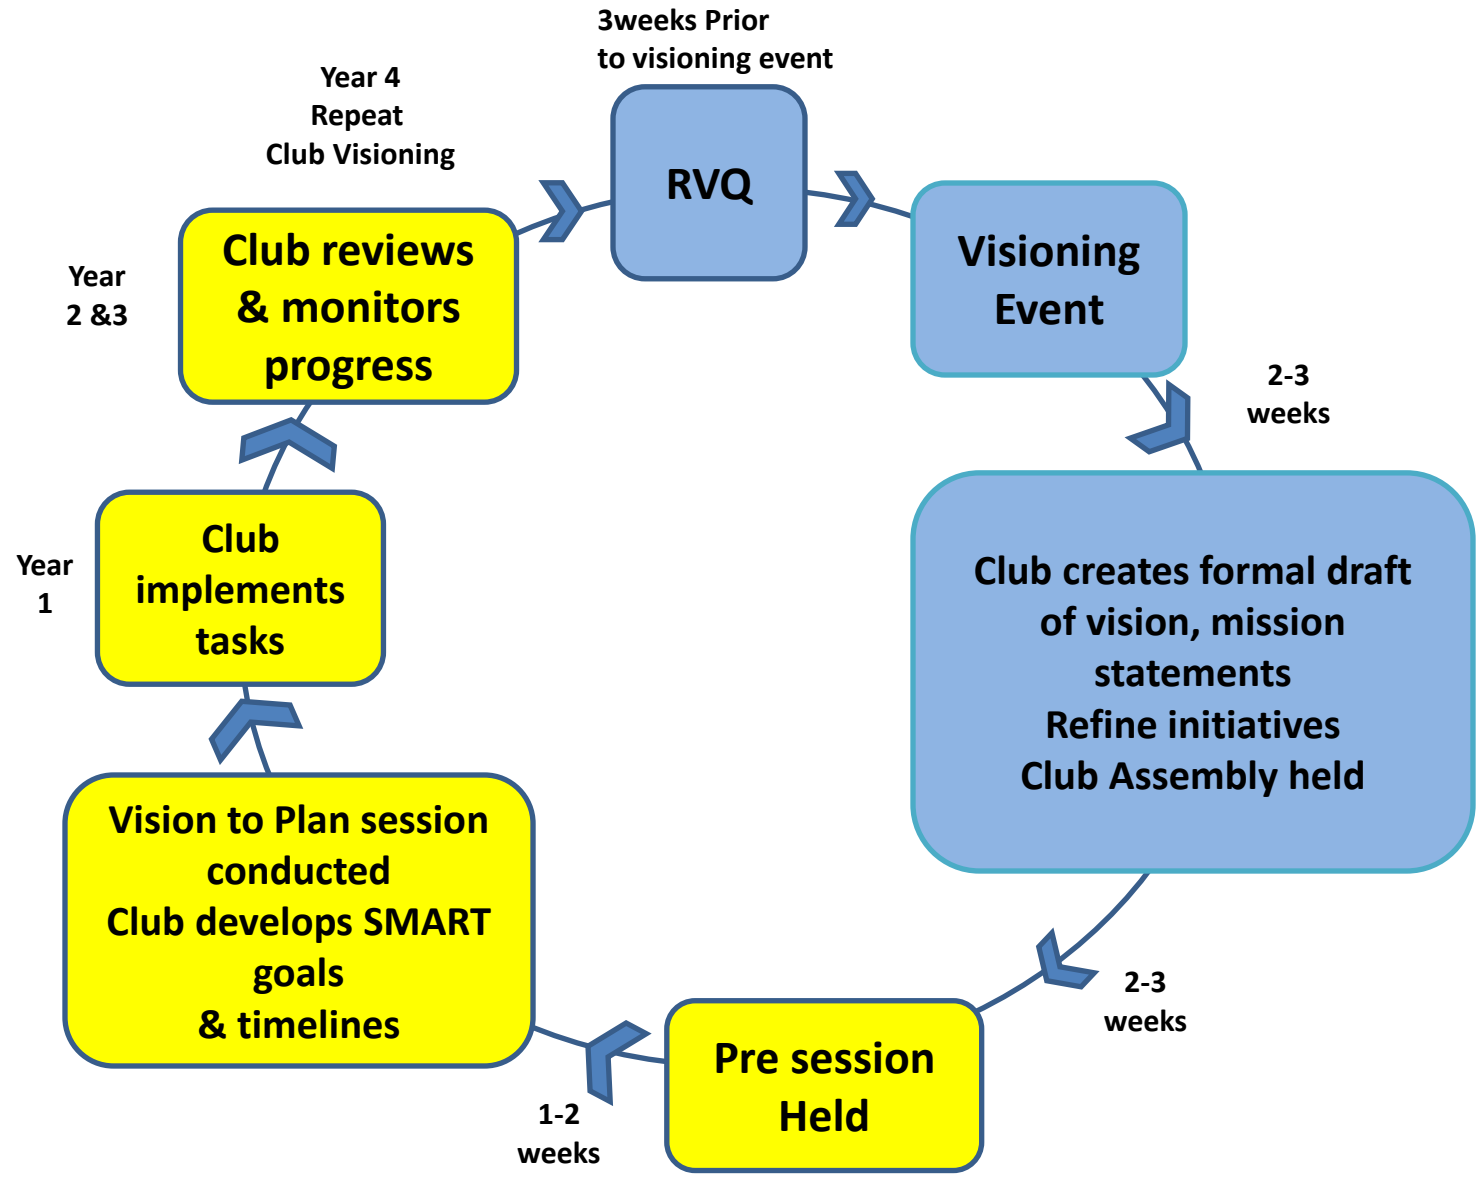 3weeks Prior
to visioning event
Year 4
Repeat
Club Visioning
RVQ
Visioning
Event
2-3
weeks
Club creates formal draft
of vision, mission
statements
Refine initiatives
Club Assembly held
2-3
weeks
Pre session
Held
1-2
weeks
Vision to Plan session
conducted
Club develops SMART
goals
& timelines
Year
1
Club
implements
tasks
Year
2 &3
Club reviews
& monitors
progress